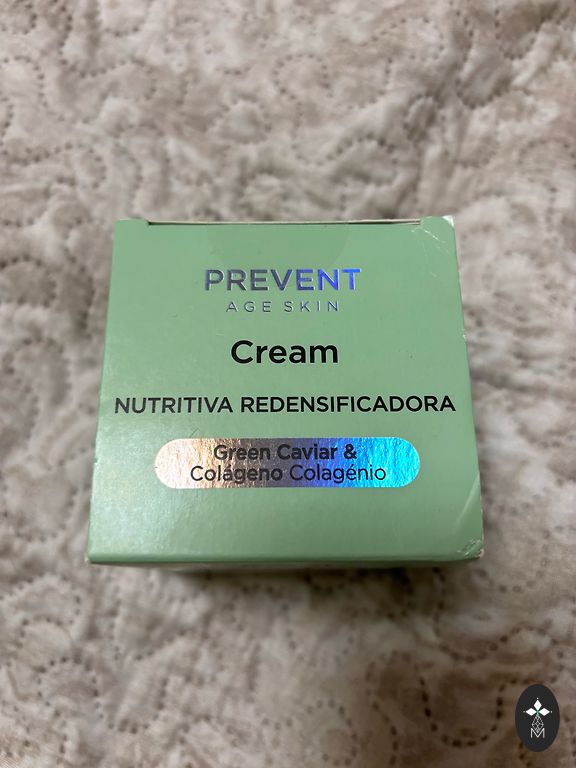 PREVENT
AGE SKIN
Cream
NUTRITIVA REDENSIFICADORA
Green Caviar &
Colágeno Colagénio